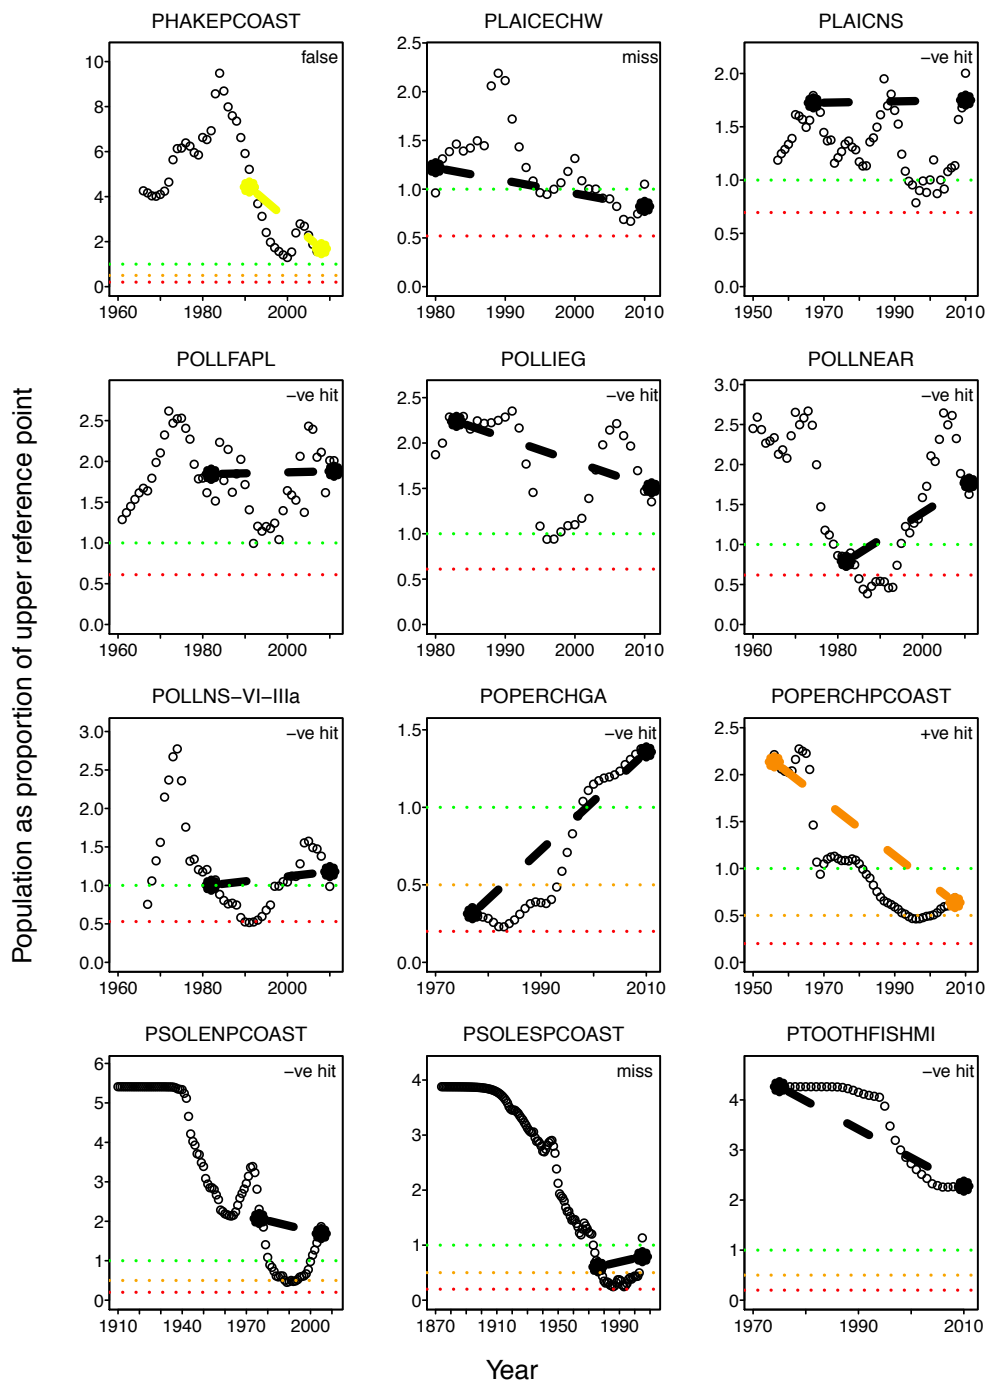 PHAKEPCOAST
false
10
8
6
4
2
0
1960 1980 2000
PLAICECHW
miss
2.5
2.0
1.5
1.0
0.5
0.0
1980 1990 2000 2010
PLAICNS
−ve hit
2.0
1.5
1.0
0.5
0.0
1950 1970 1990 2010
POLLFAPL
−ve hit
2.5
2.0
1.5
1.0
0.5
0.0
1960 1980 2000
POLLIEG
−ve hit
2.5
2.0
1.5
1.0
0.5
0.0
1980 1990 2000 2010
POLLNEAR
−ve hit
3.0
2.5
2.0
1.5
1.0
0.5
0.0
1960 1980 2000
POLLNS−VI−IIIa
−ve hit
3.0
2.5
2.0
1.5
1.0
0.5
0.0
1960 1980 2000
POPERCHGA
−ve hit
1.5
1.0
0.5
0.0
1970 1990 2010
POPERCHPCOAST
+ve hit
2.5
2.0
1.5
1.0
0.5
0.0
1950 1970 1990 2010
PSOLENPCOAST
−ve hit
6
5
4
3
2
1
0
1910 1940 1970 2000
PSOLESPCOAST
miss
4
3
2
1
0
1870 1910 1950 1990
PTOOTHFISHMI
−ve hit
4
3
2
1
0
1970 1990 2010
Population as proportion of upper reference point
Year